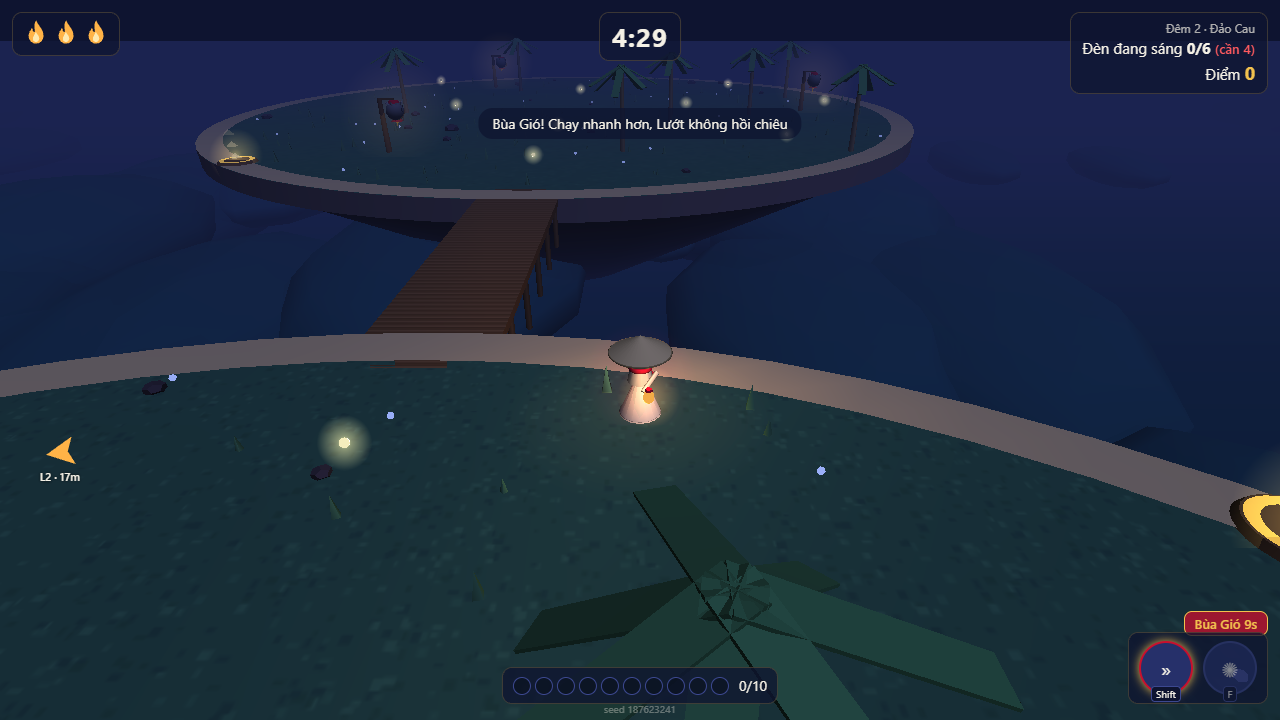 4:29
Đêm 2 · Đảo Cau
Đèn đang sáng 0/6 (cần 4)
Điểm 0
Bùa Gió! Chạy nhanh hơn, Lướt không hồi chiêu
L2 · 17m
Bùa Gió 9s
»
Shift
F
0/10
seed 187623241